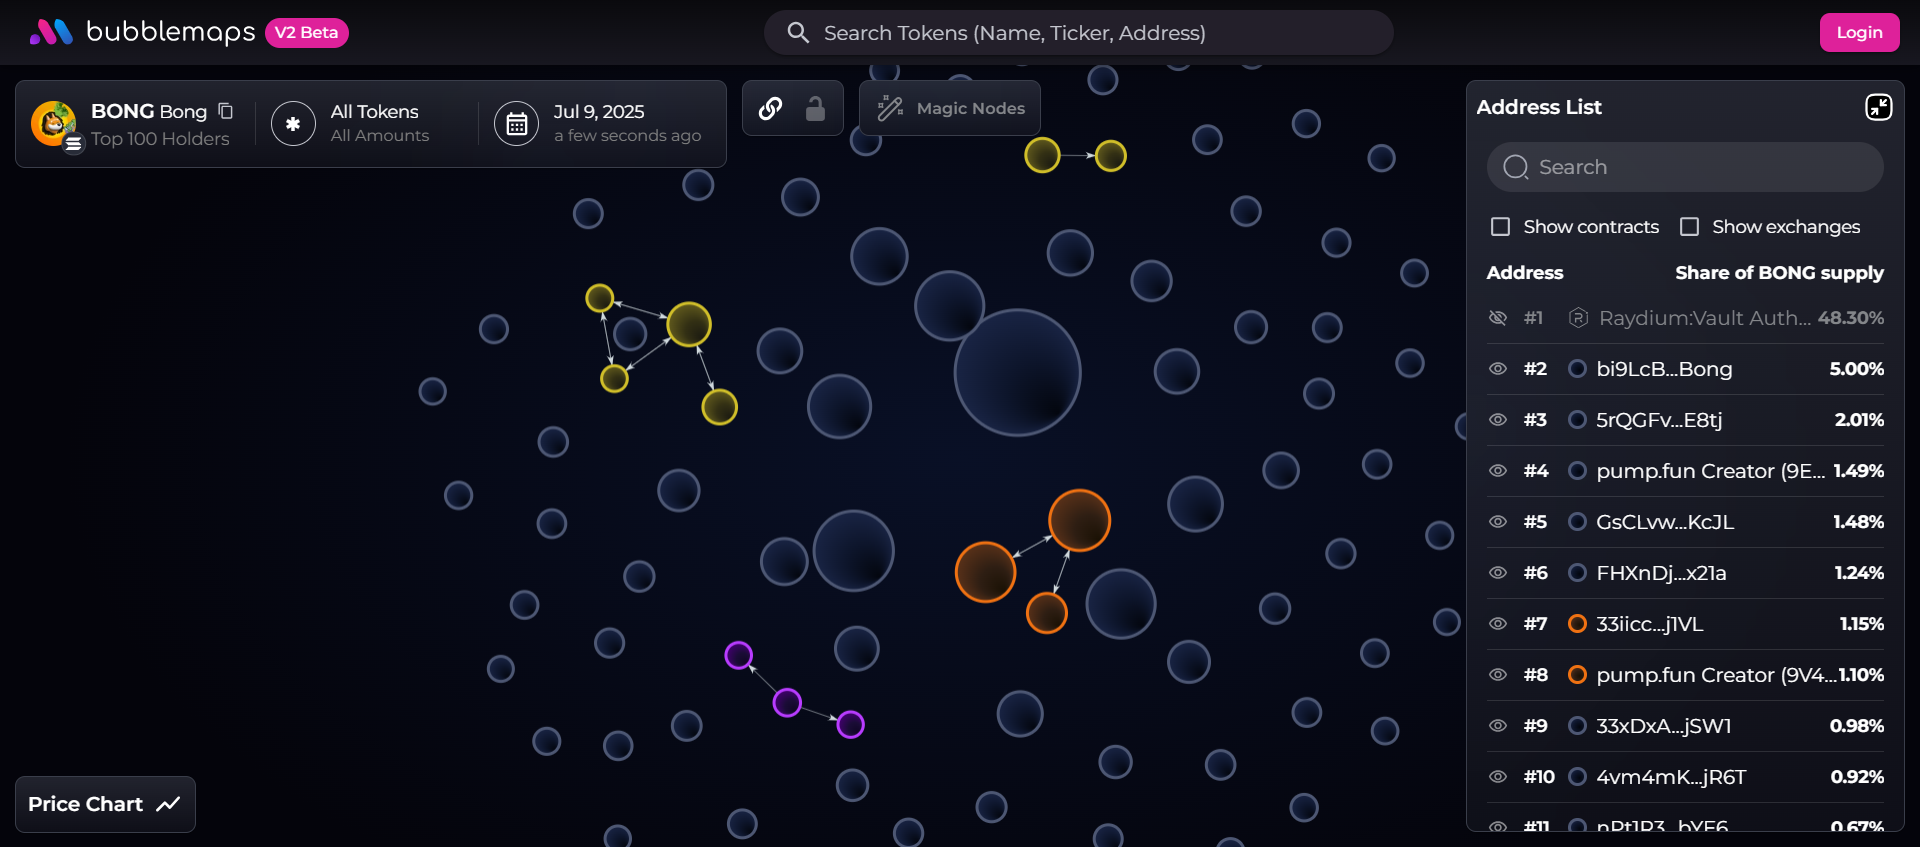 bubblemaps V2 Beta
Search Tokens (Name, Ticker, Address)
Login
BONG Bong
Top 100 Holders
All Tokens
All Amounts
Jul 9, 2025
a few seconds ago
Magic Nodes
Address List
Search
Show contracts Show exchanges
Address Share of BONG supply
#1 Raydium:Vault Auth... 48.30%
#2 bi9LcB...Bong 5.00%
#3 5rQGFv...E8tj 2.01%
#4 pump.fun Creator (9E... 1.49%
#5 GsCLvw...KcJL 1.48%
#6 FHXnDj...x21a 1.24%
#7 33iicc...j1VL 1.15%
#8 pump.fun Creator (9V4... 1.10%
#9 33xDxA...jSW1 0.98%
#10 4vm4mK...jR6T 0.92%
#11 0.67%
Price Chart